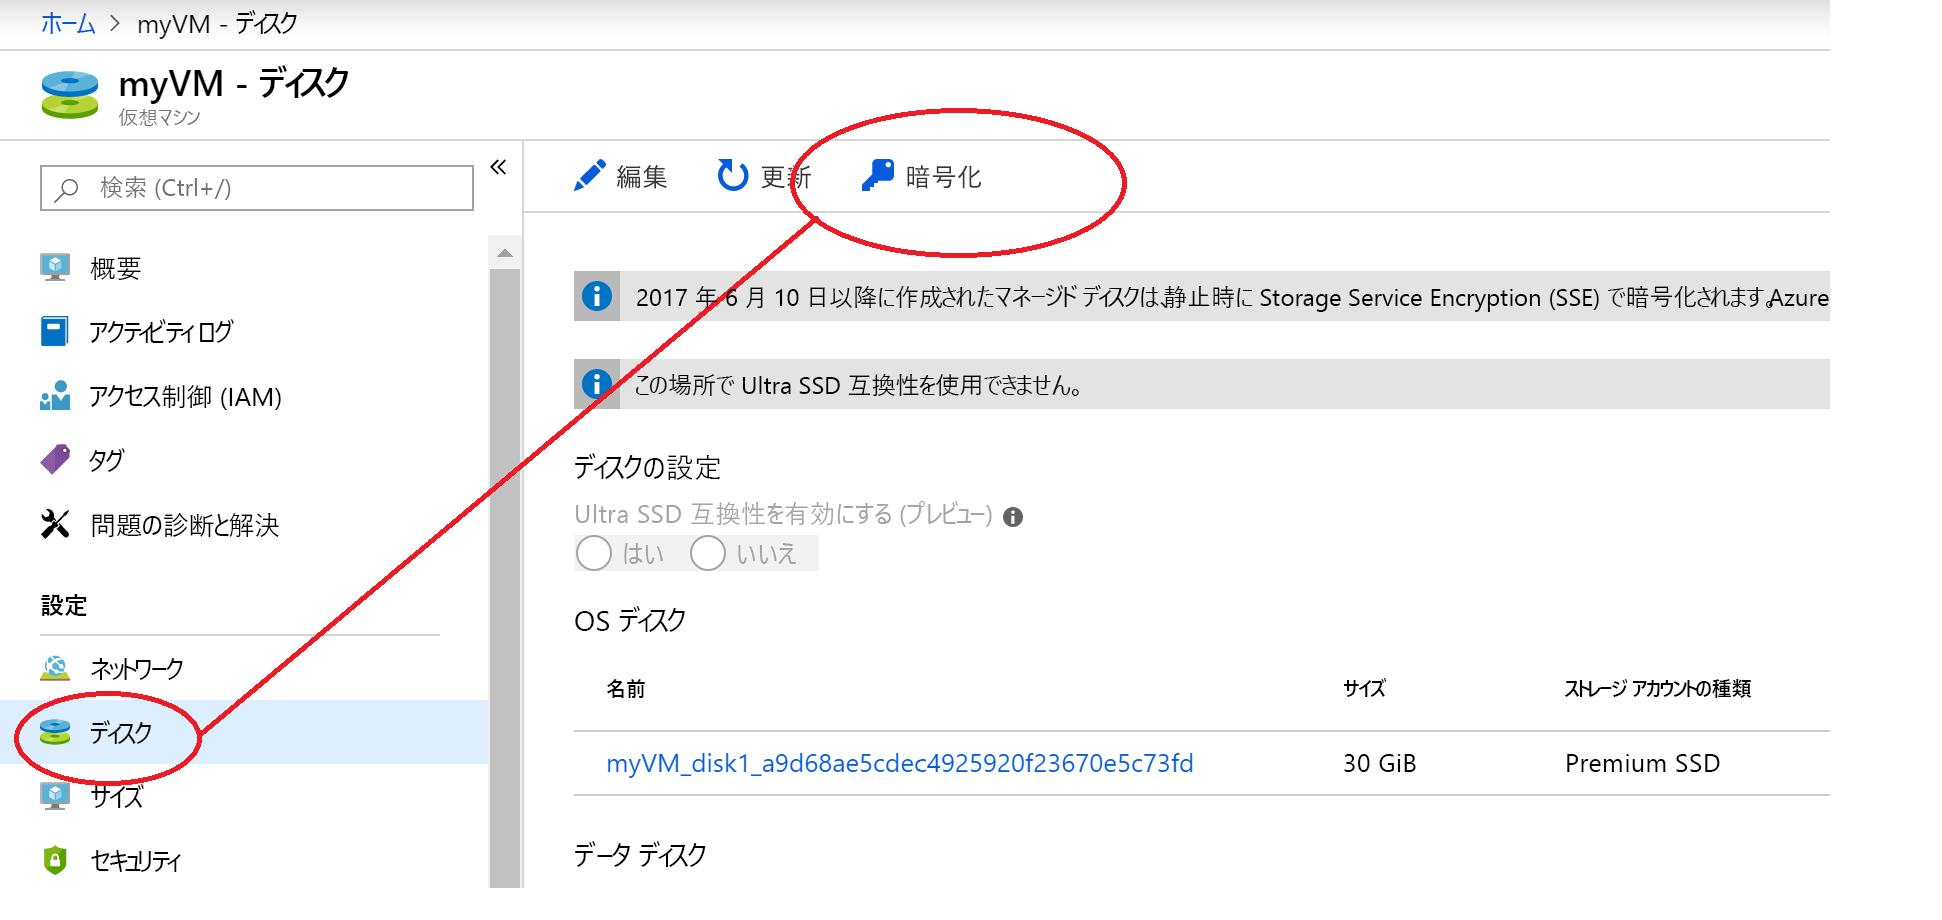 ホーム > myVM - ディスク
myVM - ディスク
仮想マシン
検索 (Ctrl+/)
«
概要
アクティビティ ログ
アクセス制御 (IAM)
タグ
問題の診断と解決
設定
ネットワーク
ディスク
サイズ
セキュリティ
編集 更新 暗号化
2017 年 6 月 10 日以降に作成されたマネージド ディスクは、静止時に Storage Service Encryption (SSE) で暗号化されます。Azure
この場所で Ultra SSD 互換性を使用できません。
ディスクの設定
Ultra SSD 互換性を有効にする (プレビュー)
はい いいえ
OS ディスク
名前 サイズ ストレージ アカウントの種類
myVM_disk1_a9d68ae5cdec4925920f23670e5c73fd 30 GiB Premium SSD
データ ディスク